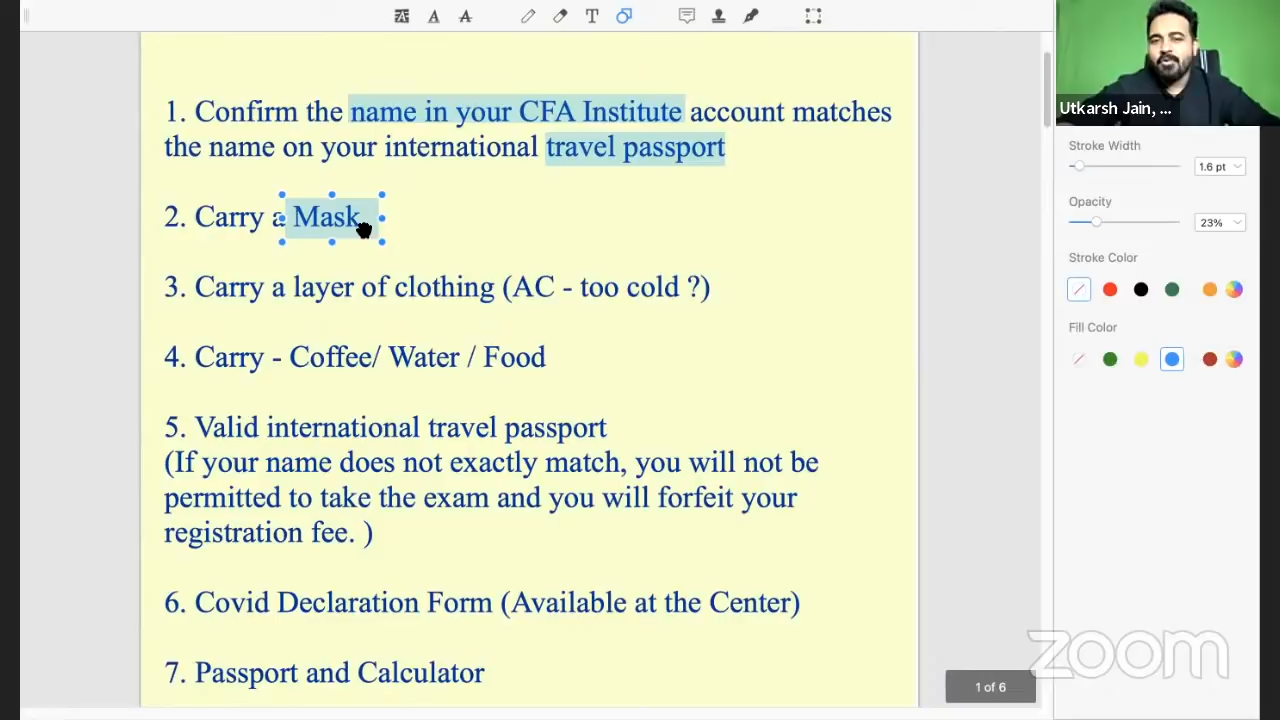 1. Confirm the name in your CFA Institute account matches
the name on your international travel passport
2. Carry a Mask
3. Carry a layer of clothing (AC - too cold ?)
4. Carry - Coffee/ Water / Food
5. Valid international travel passport
(If your name does not exactly match, you will not be
permitted to take the exam and you will forfeit your
registration fee. )
6. Covid Declaration Form (Available at the Center)
7. Passport and Calculator
1 of 6
Utkarsh Jain, ...
Stroke Width
1.6 pt
Opacity
23%
Stroke Color
Fill Color
zoom